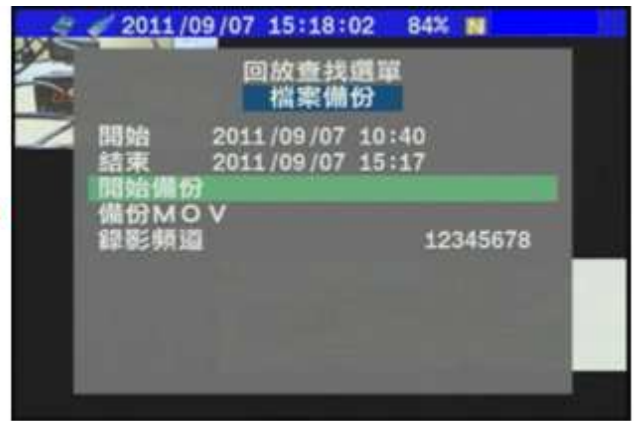 2011/09/07 15:18:02 84% N
回放查找選單
檔案備份
開始 2011/09/07 10:40
結束 2011/09/07 15:17
開始備份
備份MOV
錄影頻道 12345678